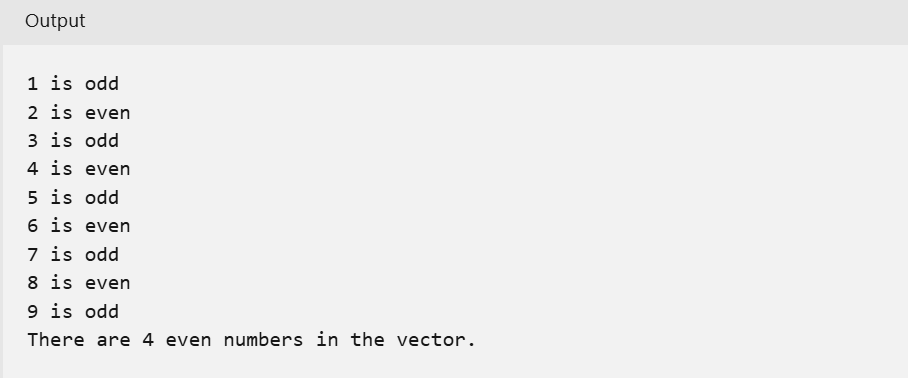 Output
1 is odd
2 is even
3 is odd
4 is even
5 is odd
6 is even
7 is odd
8 is even
9 is odd
There are 4 even numbers in the vector.